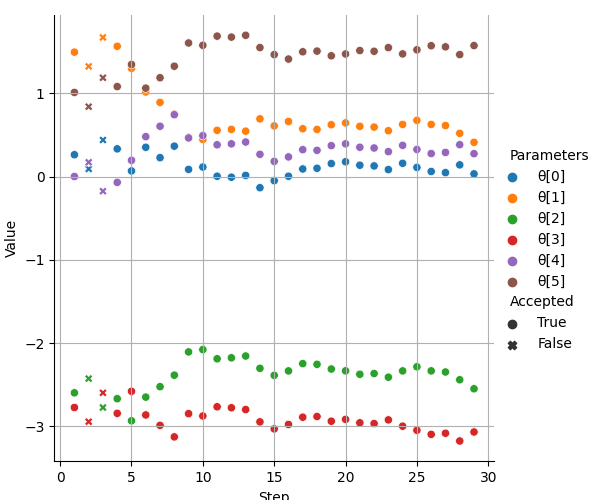 1
0
−1
−2
−3
Value
0
5
10
15
20
25
30
Step
Parameters
θ[0]
θ[1]
θ[2]
θ[3]
θ[4]
θ[5]
Accepted
True
False